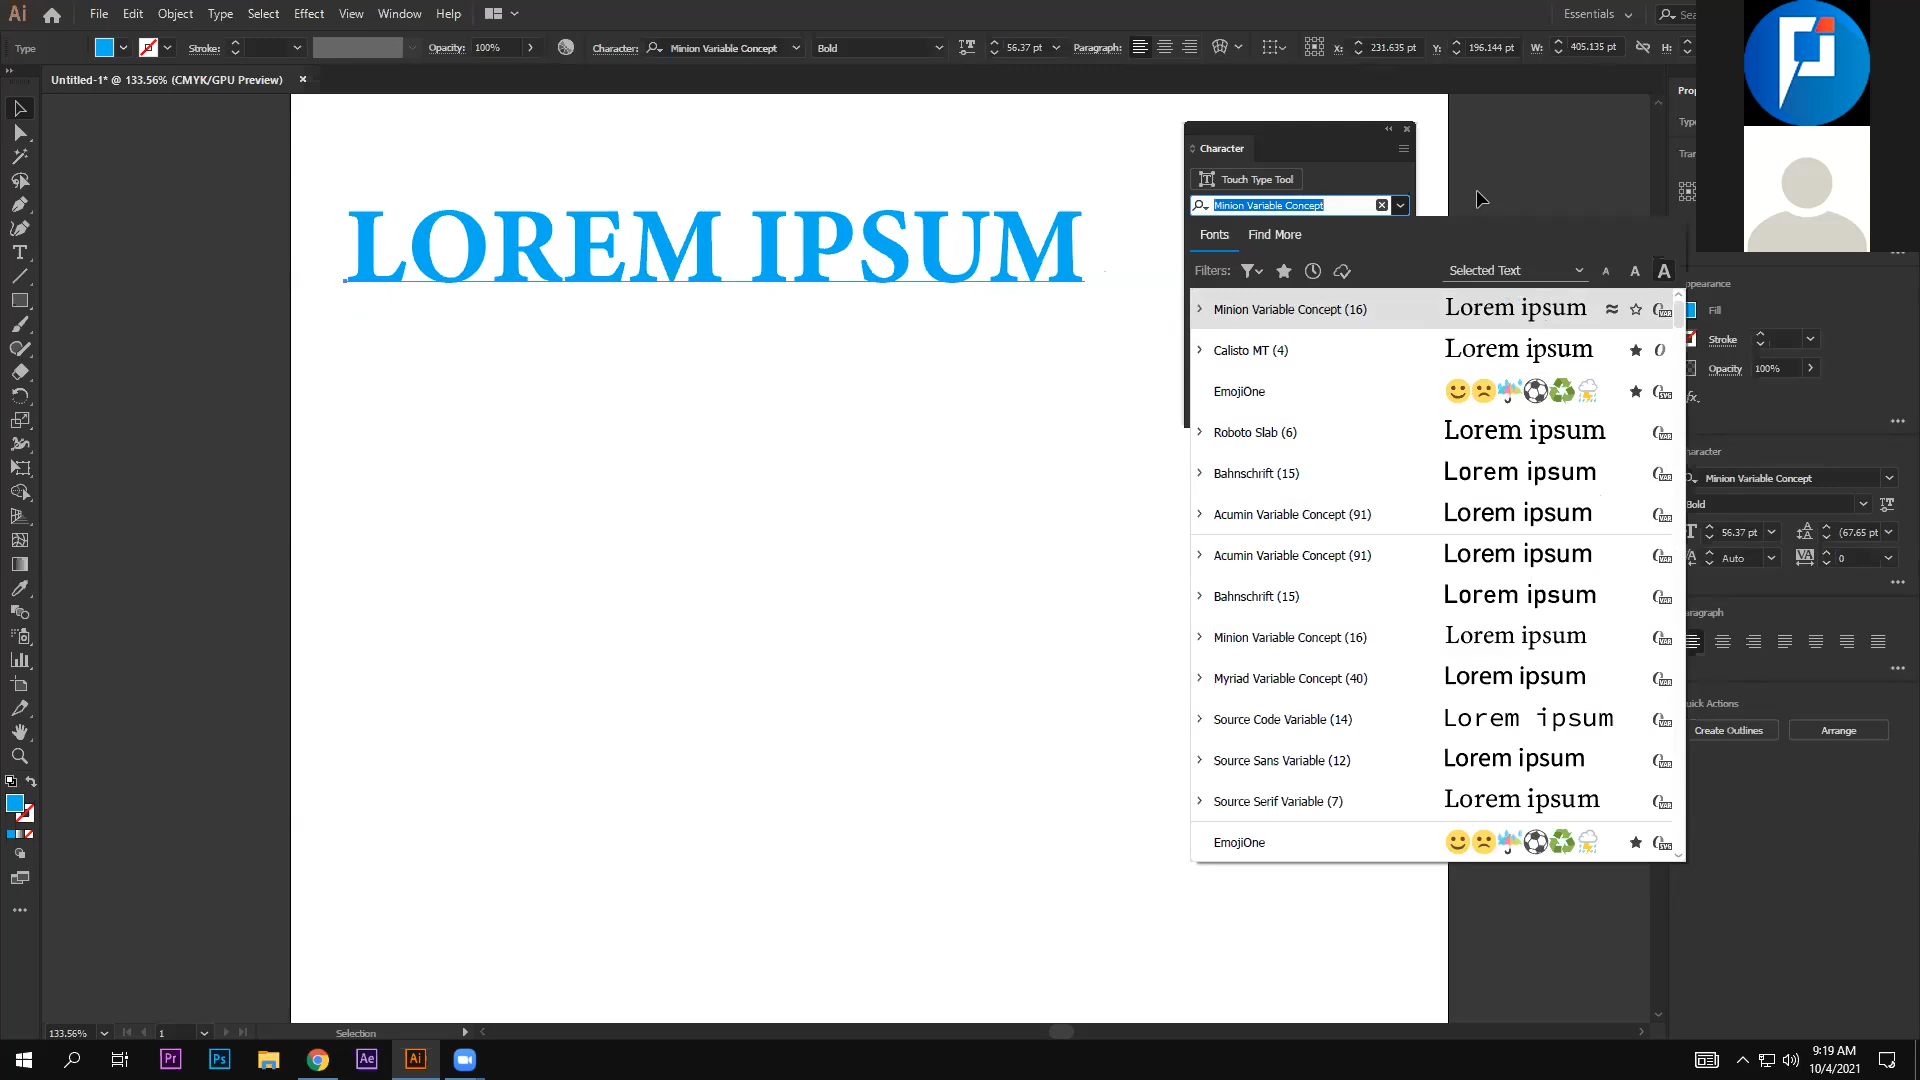 Ai File Edit Object Type Select Effect View Window Help Essentials
Type Stroke: Opacity: 100% Character: Minion Variable Concept Bold 56.37 pt Paragraph: X: 231.635 pt Y: 196.144 pt W: 405.135 pt H:
Untitled-1* @ 133.56% (CMYK/GPU Preview)
LOREM IPSUM
Character
Touch Type Tool
Minion Variable Concept
Fonts Find More
Filters: Selected Text A A A
Minion Variable Concept (16) Lorem ipsum
Calisto MT (4) Lorem ipsum
EmojiOne
Roboto Slab (6) Lorem ipsum
Bahnschrift (15) Lorem ipsum
Acumin Variable Concept (91) Lorem ipsum
Acumin Variable Concept (91) Lorem ipsum
Bahnschrift (15) Lorem ipsum
Minion Variable Concept (16) Lorem ipsum
Myriad Variable Concept (40) Lorem ipsum
Source Code Variable (14) Lorem ipsum
Source Sans Variable (12) Lorem ipsum
Source Serif Variable (7) Lorem ipsum
EmojiOne
Fill
Stroke
Opacity 100%
Minion Variable Concept
Bold
56.37 pt (67.65 pt
Auto 0
Create Outlines Arrange
133.56% 1 Selection
Pr Ps Ae Ai
9:19 AM
10/4/2021